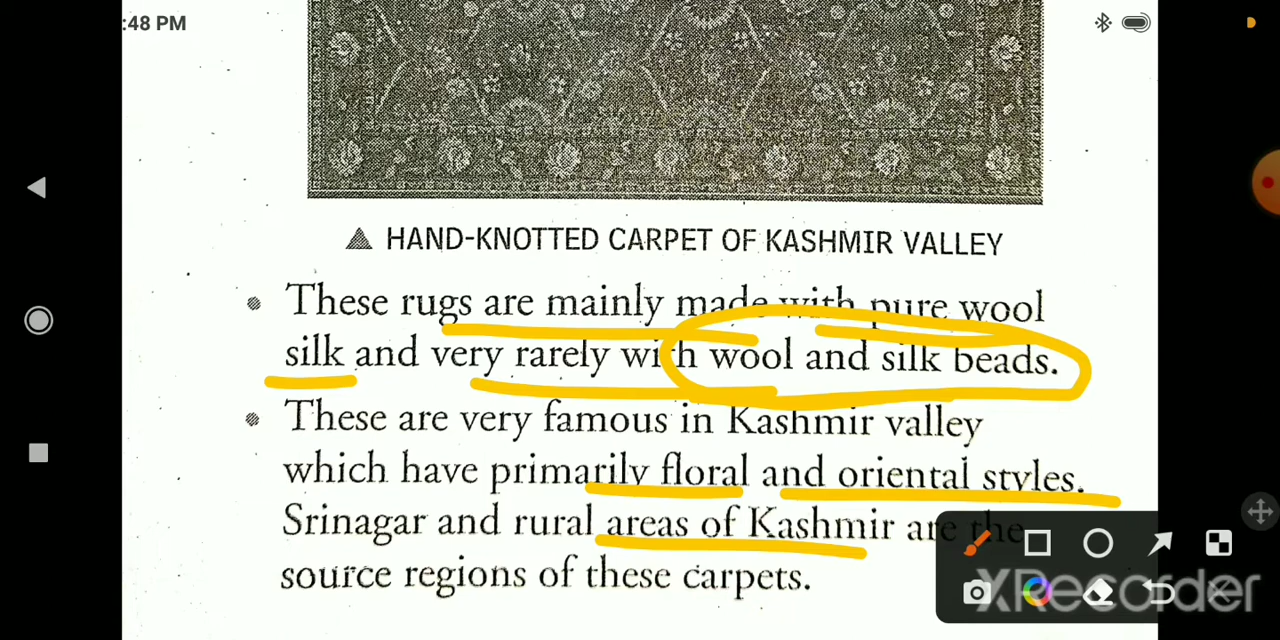 :48 PM
HAND-KNOTTED CARPET OF KASHMIR VALLEY
These rugs are mainly made with pure wool
silk and very rarely with wool and silk beads.
These are very famous in Kashmir valley
which have primarily floral and oriental styles.
Srinagar and rural areas of Kashmir are the
source regions of these carpets.
XRecorder